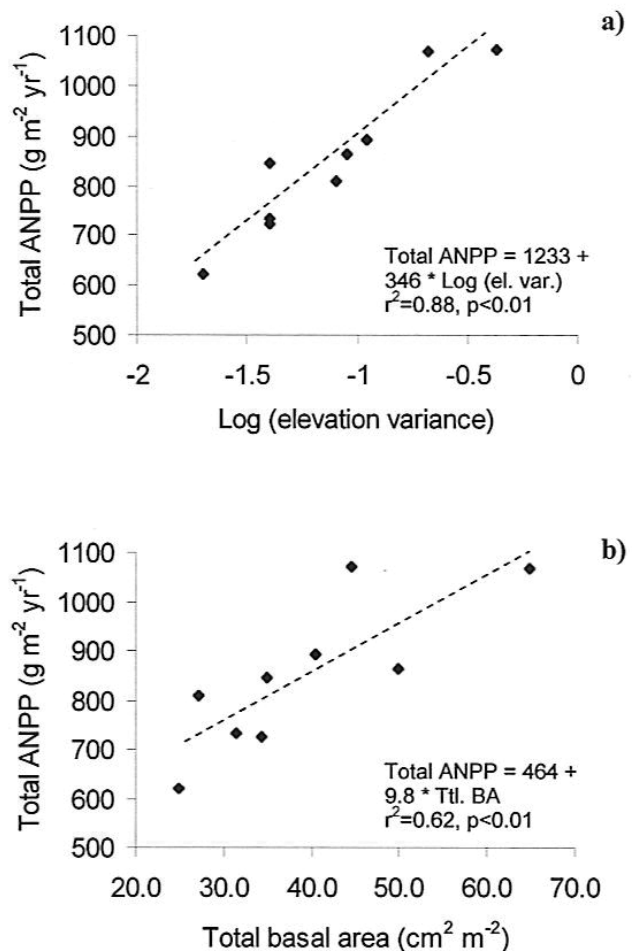 a)
Total ANPP (g m⁻² yr⁻¹)
1100
1000
900
800
700
600
500
Total ANPP = 1233 +
346 * Log (el. var.)
r²=0.88, p<0.01
-2 -1.5 -1 -0.5 0
Log (elevation variance)
b)
Total ANPP (g m⁻² yr⁻¹)
1100
1000
900
800
700
600
500
Total ANPP = 464 +
9.8 * Ttl. BA
r²=0.62, p<0.01
20.0 30.0 40.0 50.0 60.0 70.0
Total basal area (cm² m⁻²)